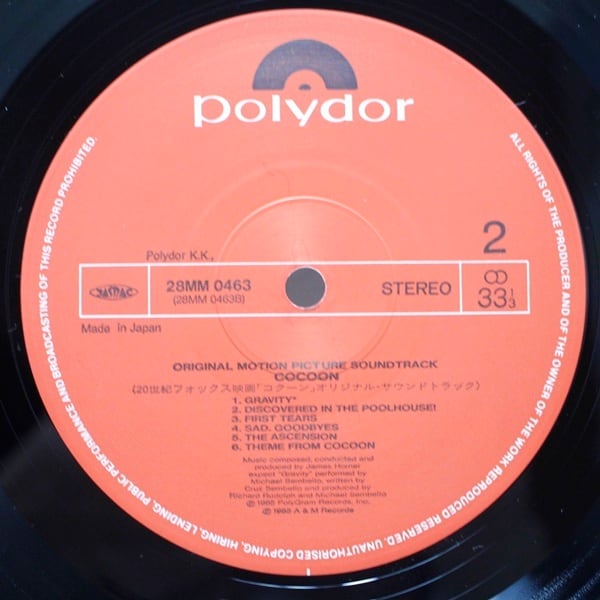 polydor
2
Polydor K.K.,
JASRAC
28MM 0463
(28MM 0463B)
STEREO
33 1/3
Made in Japan
ORIGINAL MOTION PICTURE SOUNDTRACK
COCOON
《20世紀フォックス映画「コクーン」オリジナル・サウンドトラック》
1. GRAVITY*
2. DISCOVERED IN THE POOLHOUSE!
3. FIRST TEARS
4. SAD, GOODBYES
5. THE ASCENSION
6. THEME FROM COCOON
Music composed, conducted and
produced by James Horner
expect "Gravity" performed by
Michael Sembello, written by
Cruz Sembello and produced by
Richard Rudolph and Michael Sembello
℗ 1985 PolyGram Records, Inc.
℗ 1985 A & M Records
ALL RIGHTS OF THE PRODUCER AND OF THE OWNER OF THE WORK REPRODUCED RESERVED. UNAUTHORISED COPYING, HIRING, LENDING, PUBLIC PERFORMANCE AND BROADCASTING OF THIS RECORD PROHIBITED.